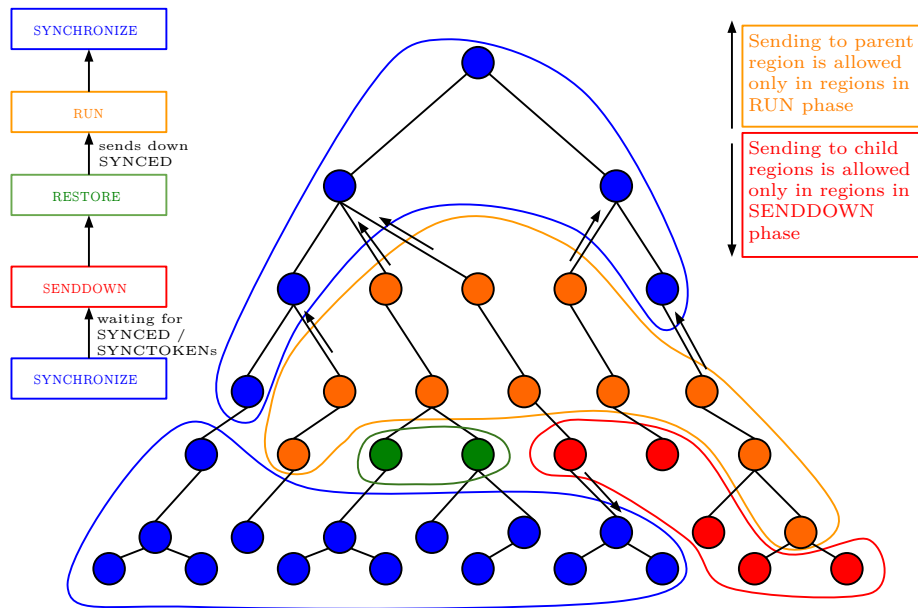 SYNCHRONIZE
RUN
sends down
SYNCED
RESTORE
SENDDOWN
waiting for
SYNCED /
SYNCTOKENs
SYNCHRONIZE
Sending to parent
region is allowed
only in regions in
RUN phase
Sending to child
regions is allowed
only in regions in
SENDDOWN
phase